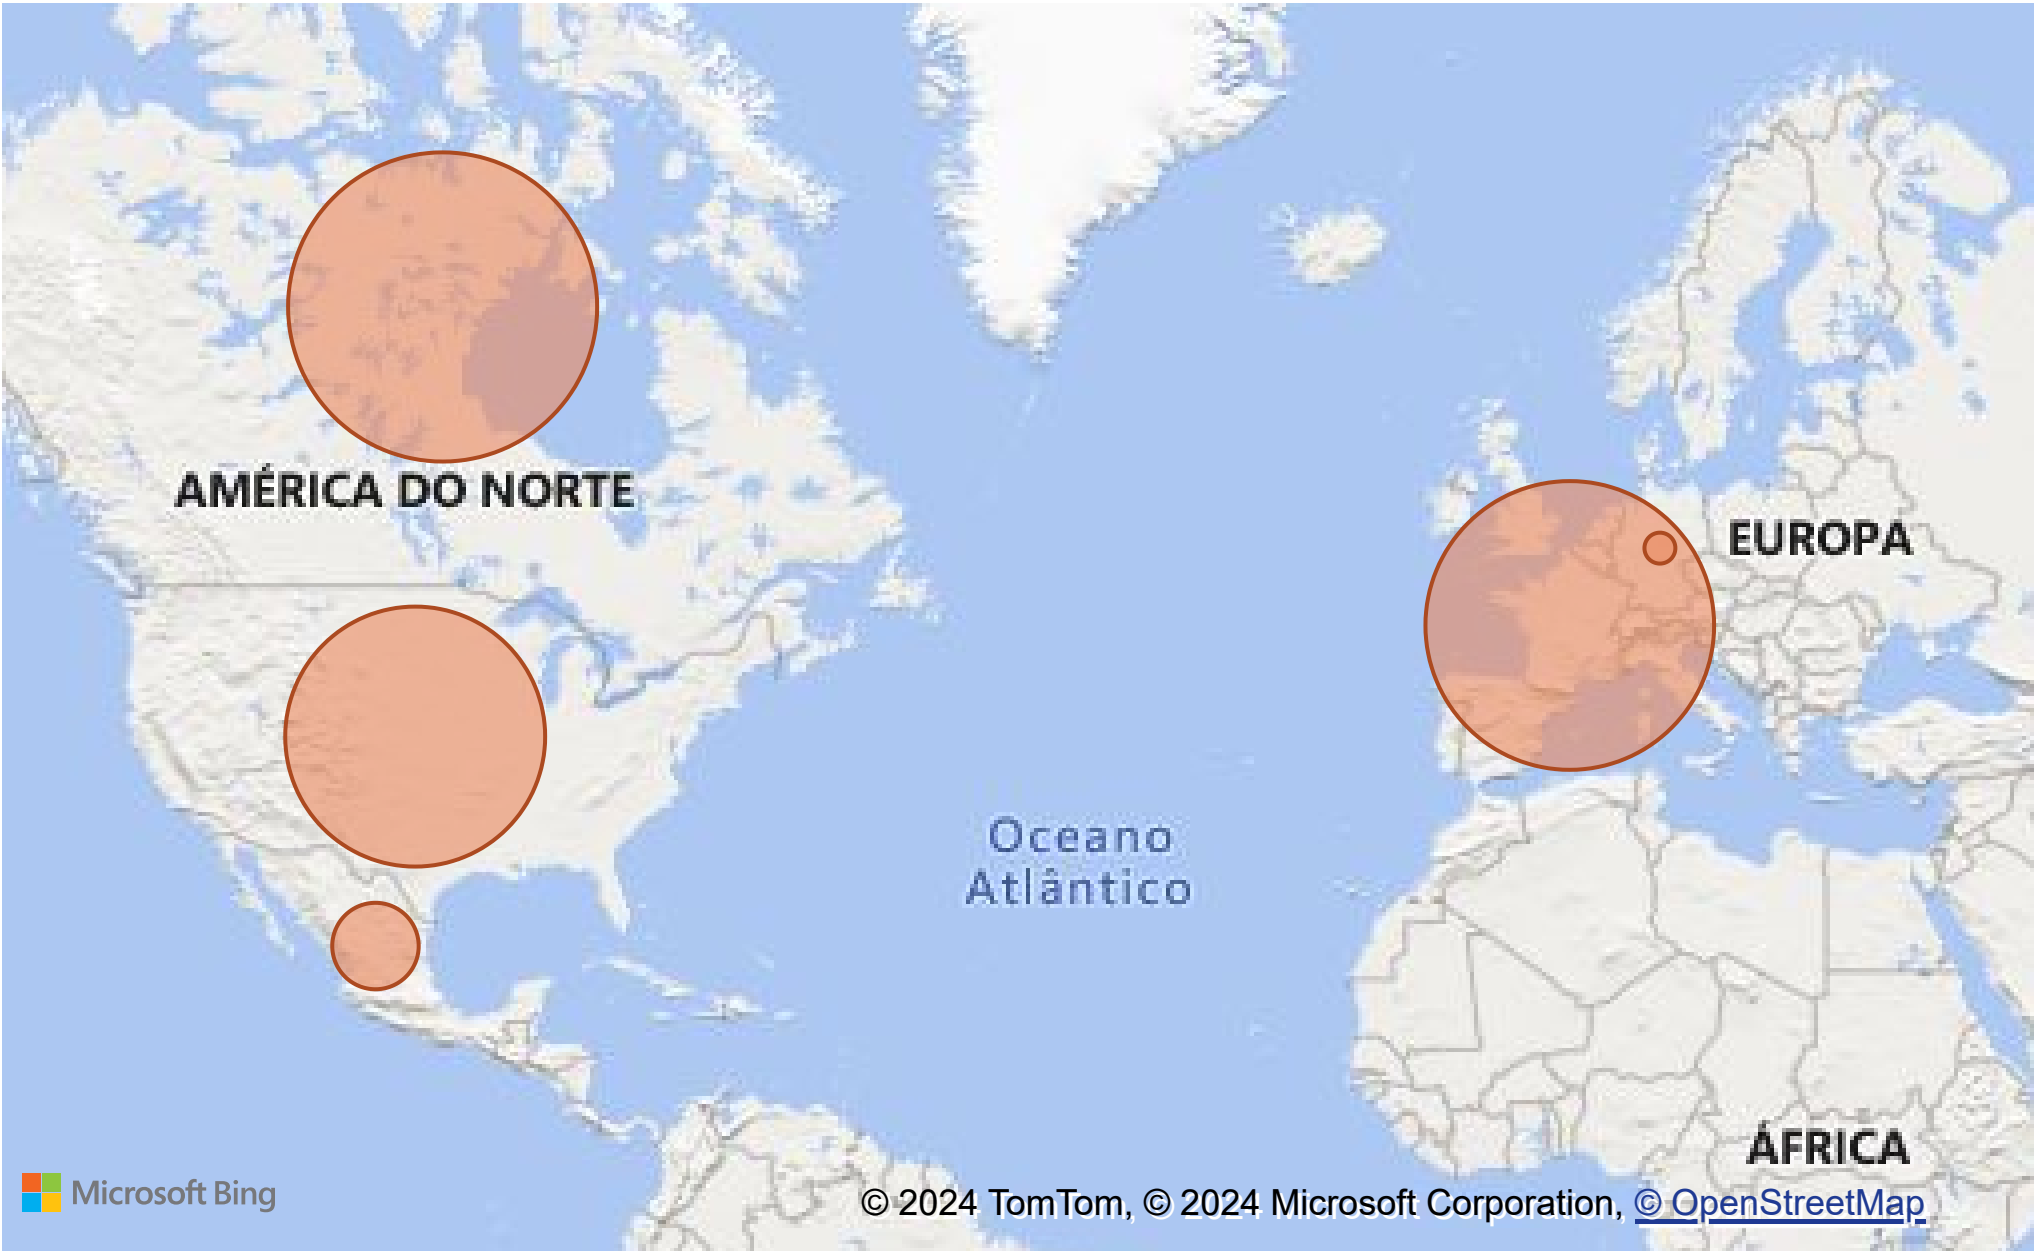 AMÉRICA DO NORTE
EUROPA
Oceano
Atlântico
ÁFRICA
Microsoft Bing
© 2024 TomTom, © 2024 Microsoft Corporation, © OpenStreetMap